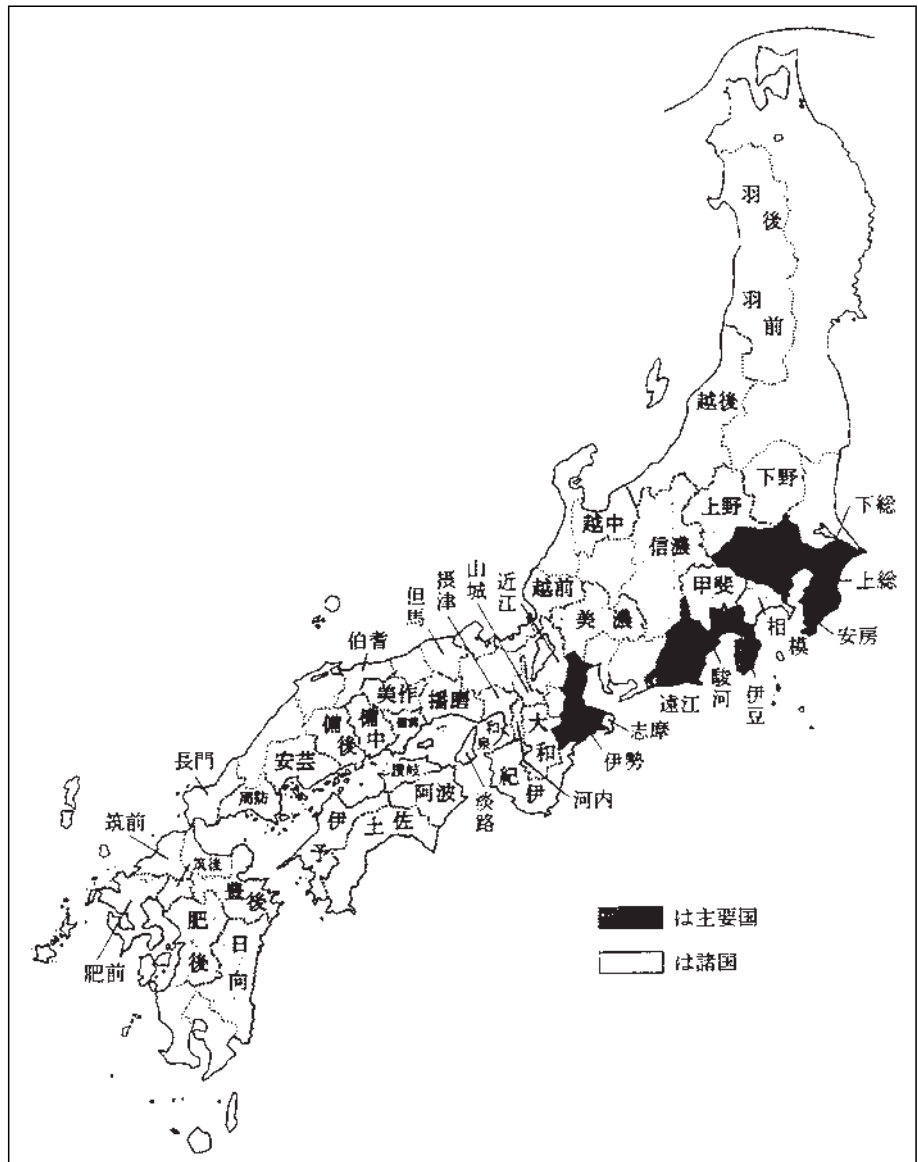 羽後
羽前
越後
下野
上野
下総
越中
信濃
上総
山城
近江
摂津
越前
甲斐
但馬
美濃
相模
安房
伯耆
駿河
伊豆
遠江
美作
播磨
志摩
備中
備後
大和
和泉
伊勢
安芸
長門
讃岐
紀伊
河内
周防
阿波
淡路
伊予
土佐
筑前
筑後
豊後
肥後
日向
肥前
は主要国
は諸国